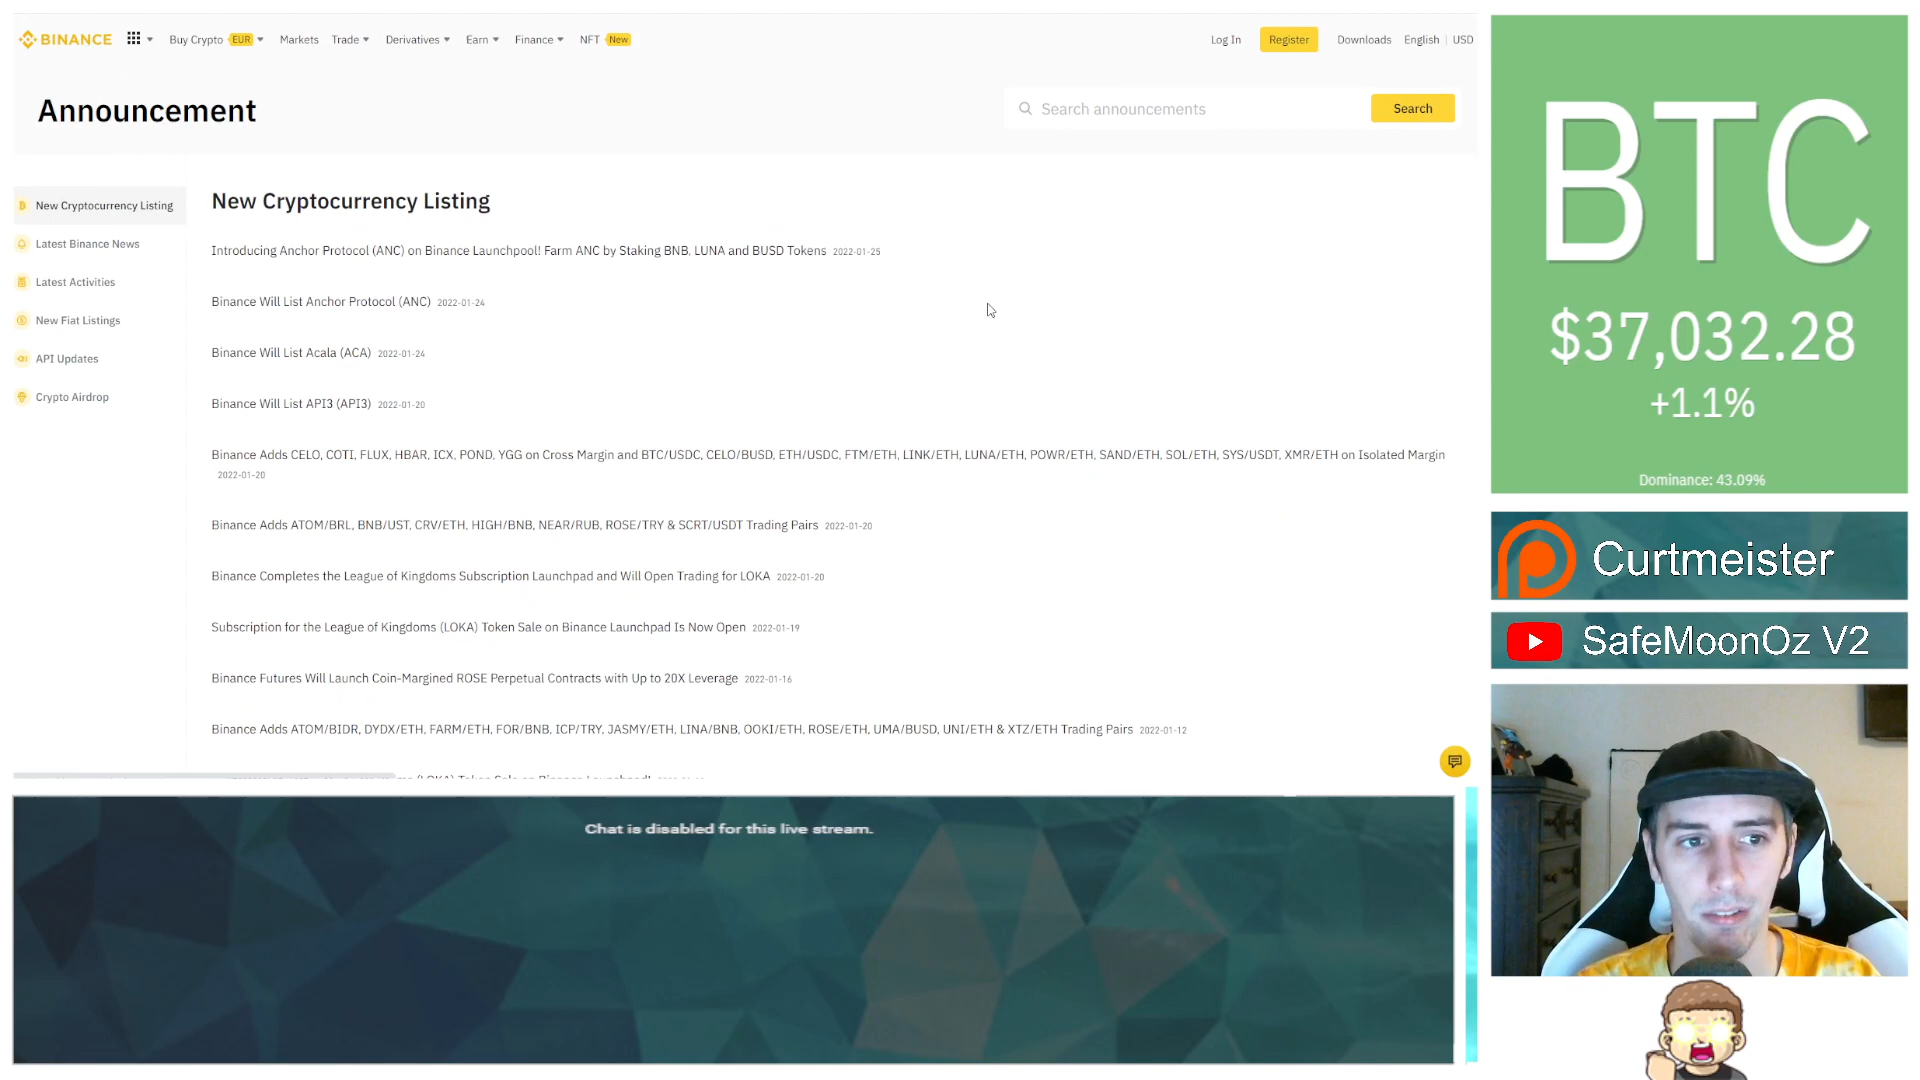 BINANCE
Buy Crypto EUR
Markets
Trade
Derivatives
Earn
Finance
NFT New
Log In
Register
Downloads
English | USD
Announcement
Search announcements
Search
New Cryptocurrency Listing
Latest Binance News
Latest Activities
New Fiat Listings
API Updates
Crypto Airdrop
New Cryptocurrency Listing
Introducing Anchor Protocol (ANC) on Binance Launchpool! Farm ANC by Staking BNB, LUNA and BUSD Tokens 2022-01-25
Binance Will List Anchor Protocol (ANC) 2022-01-24
Binance Will List Acala (ACA) 2022-01-24
Binance Will List API3 (API3) 2022-01-20
Binance Adds CELO, COTI, FLUX, HBAR, ICX, POND, YGG on Cross Margin and BTC/USDC, CELO/BUSD, ETH/USDC, FTM/ETH, LINK/ETH, LUNA/ETH, POWR/ETH, SAND/ETH, SOL/ETH, SYS/USDT, XMR/ETH on Isolated Margin
2022-01-20
Binance Adds ATOM/BRL, BNB/UST, CRV/ETH, HIGH/BNB, NEAR/RUB, ROSE/TRY & SCRT/USDT Trading Pairs 2022-01-20
Binance Completes the League of Kingdoms Subscription Launchpad and Will Open Trading for LOKA 2022-01-20
Subscription for the League of Kingdoms (LOKA) Token Sale on Binance Launchpad Is Now Open 2022-01-19
Binance Futures Will Launch Coin-Margined ROSE Perpetual Contracts with Up to 20X Leverage 2022-01-16
Binance Adds ATOM/BIDR, DYDX/ETH, FARM/ETH, FOR/BNB, ICP/TRY, JASMY/ETH, LINA/BNB, OOKI/ETH, ROSE/ETH, UMA/BUSD, UNI/ETH & XTZ/ETH Trading Pairs 2022-01-12
(LOKA) Token Sale on Binance Launchpad!
Chat is disabled for this live stream.
BTC
$37,032.28
+1.1%
Dominance: 43.09%
Curtmeister
SafeMoonOz V2